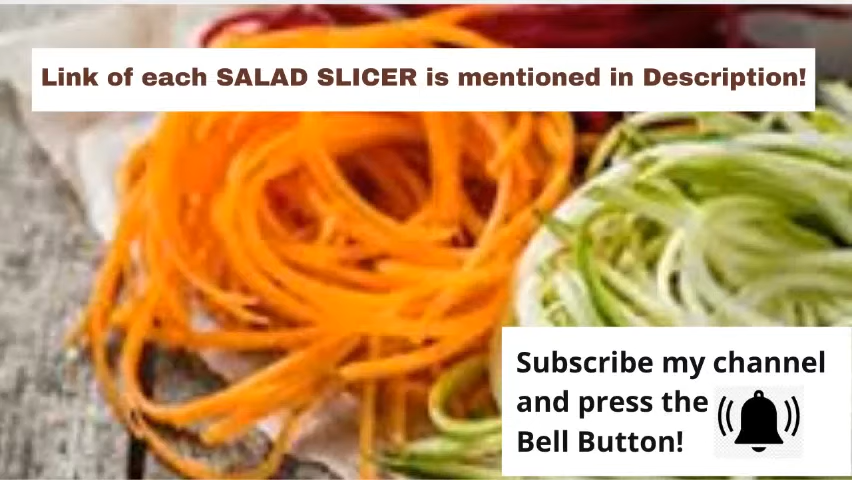 Link of each SALAD SLICER is mentioned in Description!
Subscribe my channel
and press the
Bell Button!